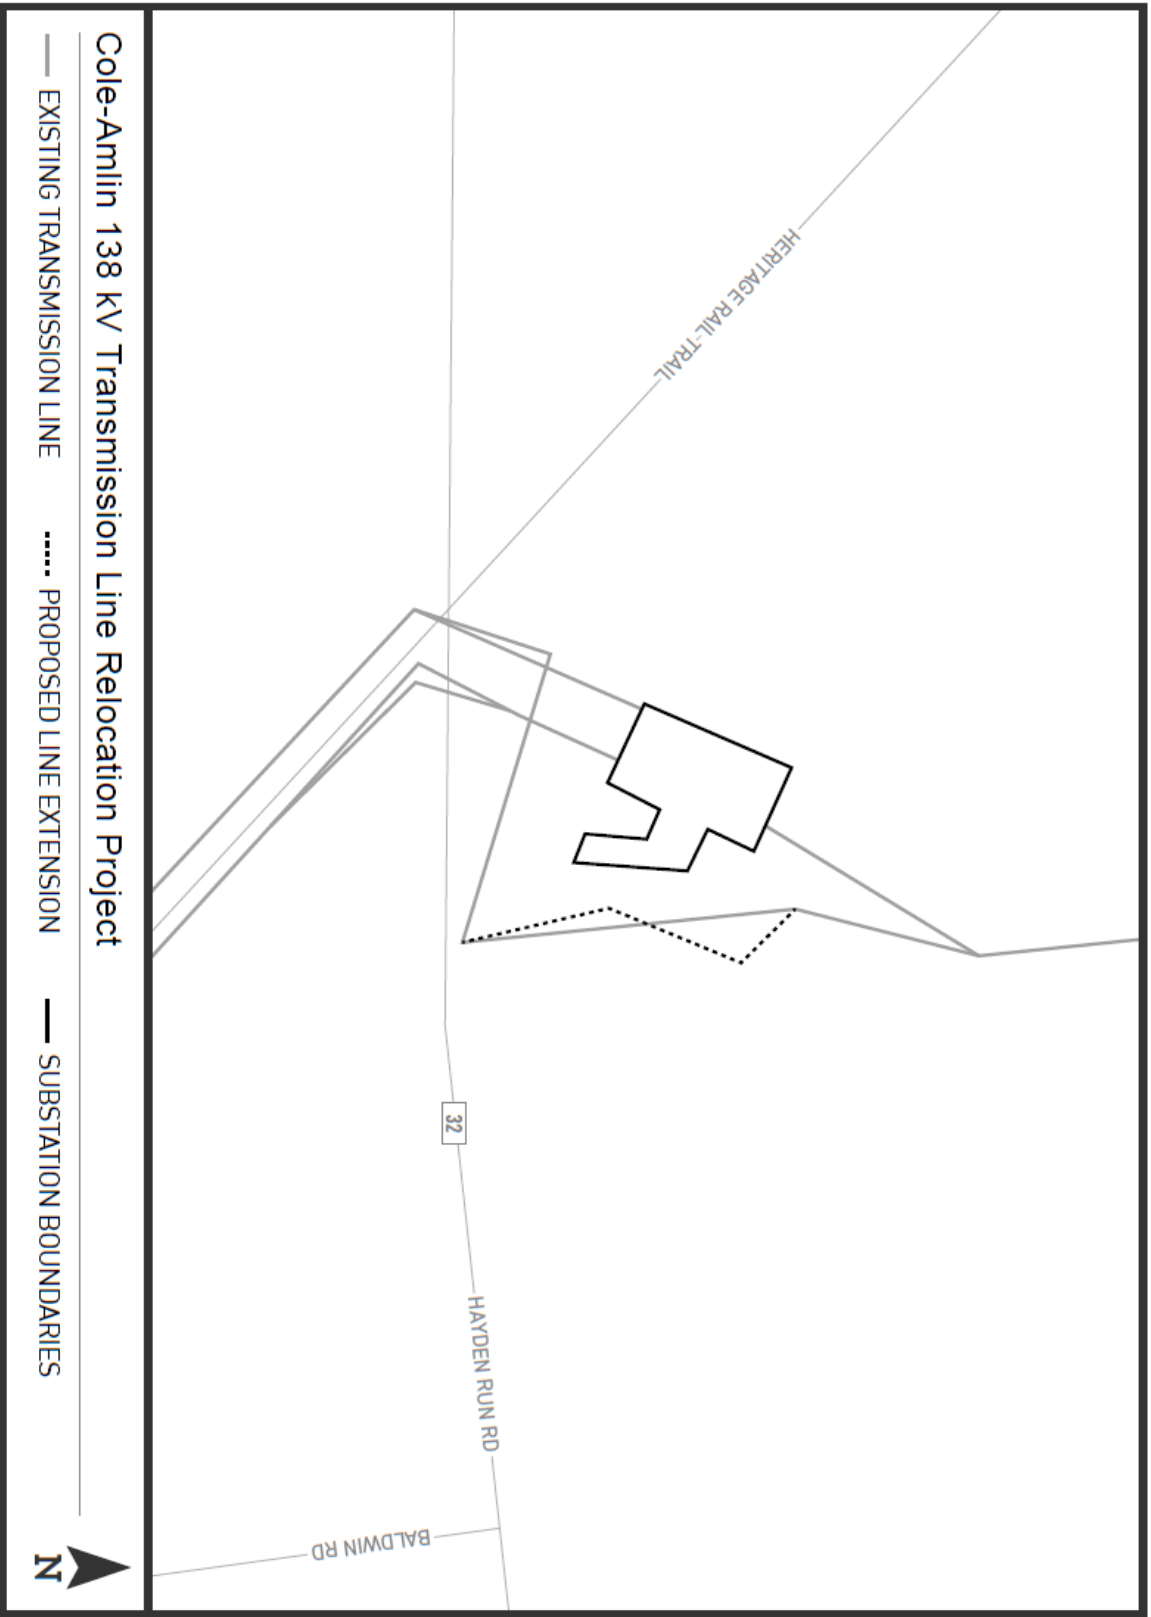 HERITAGE RAIL-TRAIL
32
HAYDEN RUN RD
BALDWIN RD
Cole-Amlin 138 kV Transmission Line Relocation Project
EXISTING TRANSMISSION LINE
PROPOSED LINE EXTENSION
SUBSTATION BOUNDARIES
N